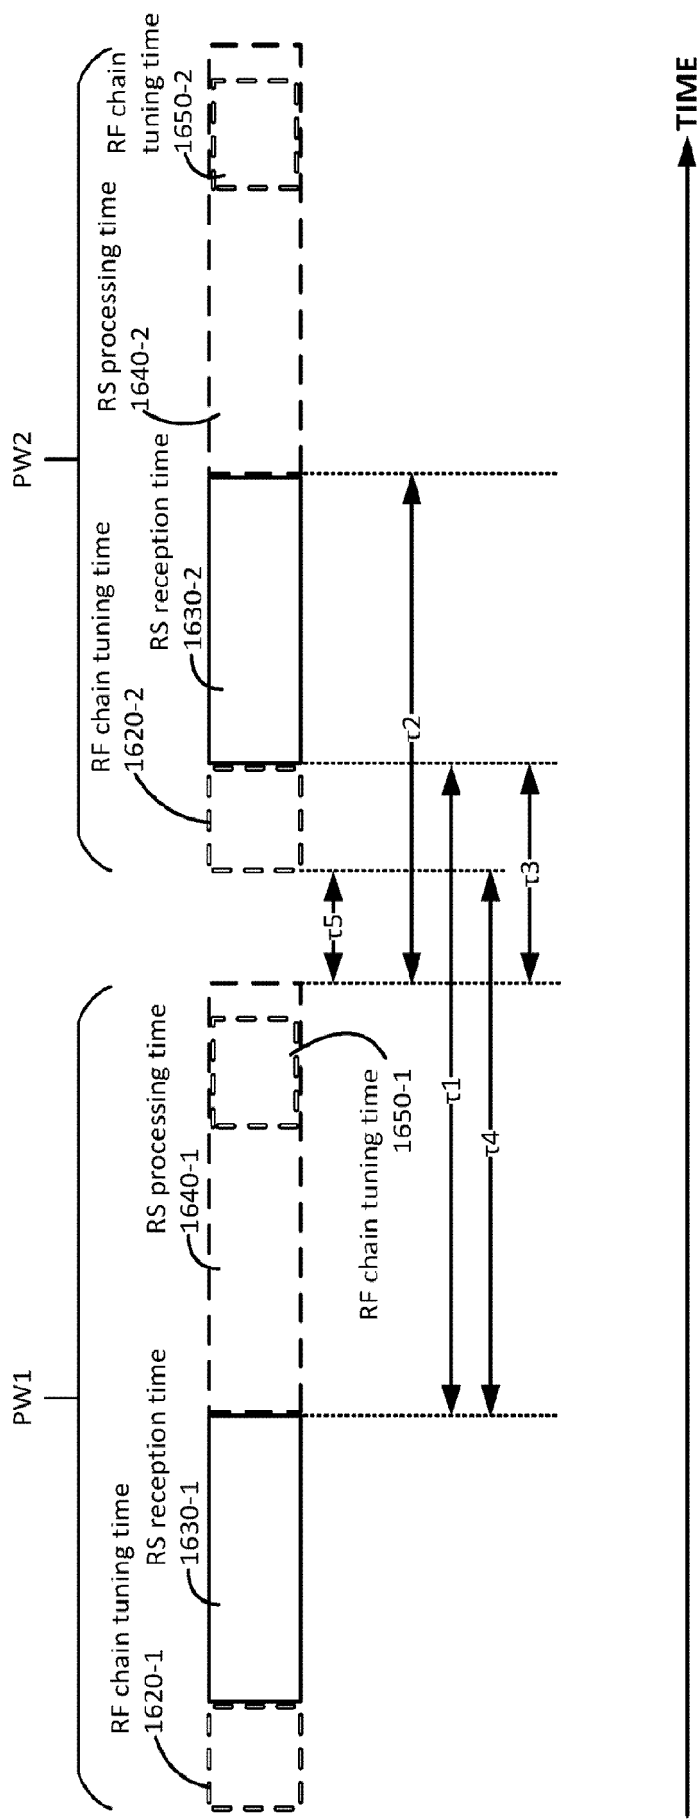 PW1
PW2
RF chain tuning time
1620-1
RS reception time
1630-1
RS processing time
1640-1
RF chain tuning time
1650-1
RF chain tuning time
1620-2
RS reception time
1630-2
RS processing time
1640-2
RF chain
tuning time
1650-2
τ5
τ2
τ1
τ4
τ3
TIME